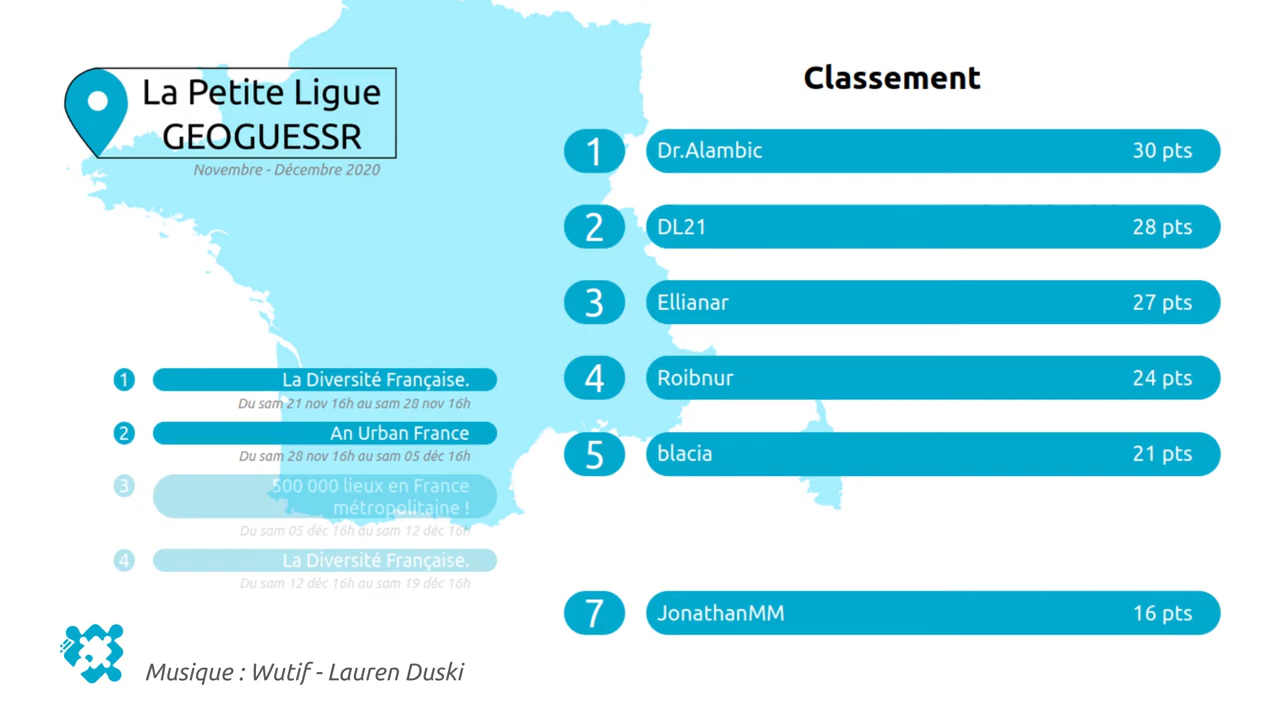 La Petite Ligue
GEOGUESSR
Novembre - Décembre 2020
1 La Diversité Française.
Du sam 21 nov 16h au sam 28 nov 16h
2 An Urban France
Du sam 28 nov 16h au sam 05 déc 16h
3 500 000 lieux en France
métropolitaine !
Du sam 05 déc 16h au sam 12 déc 16h
4 La Diversité Française.
Du sam 12 déc 16h au sam 19 déc 16h
Musique : Wutif - Lauren Duski
Classement
1 Dr.Alambic 30 pts
2 DL21 28 pts
3 Ellianar 27 pts
4 Roibnur 24 pts
5 blacia 21 pts
7 JonathanMM 16 pts